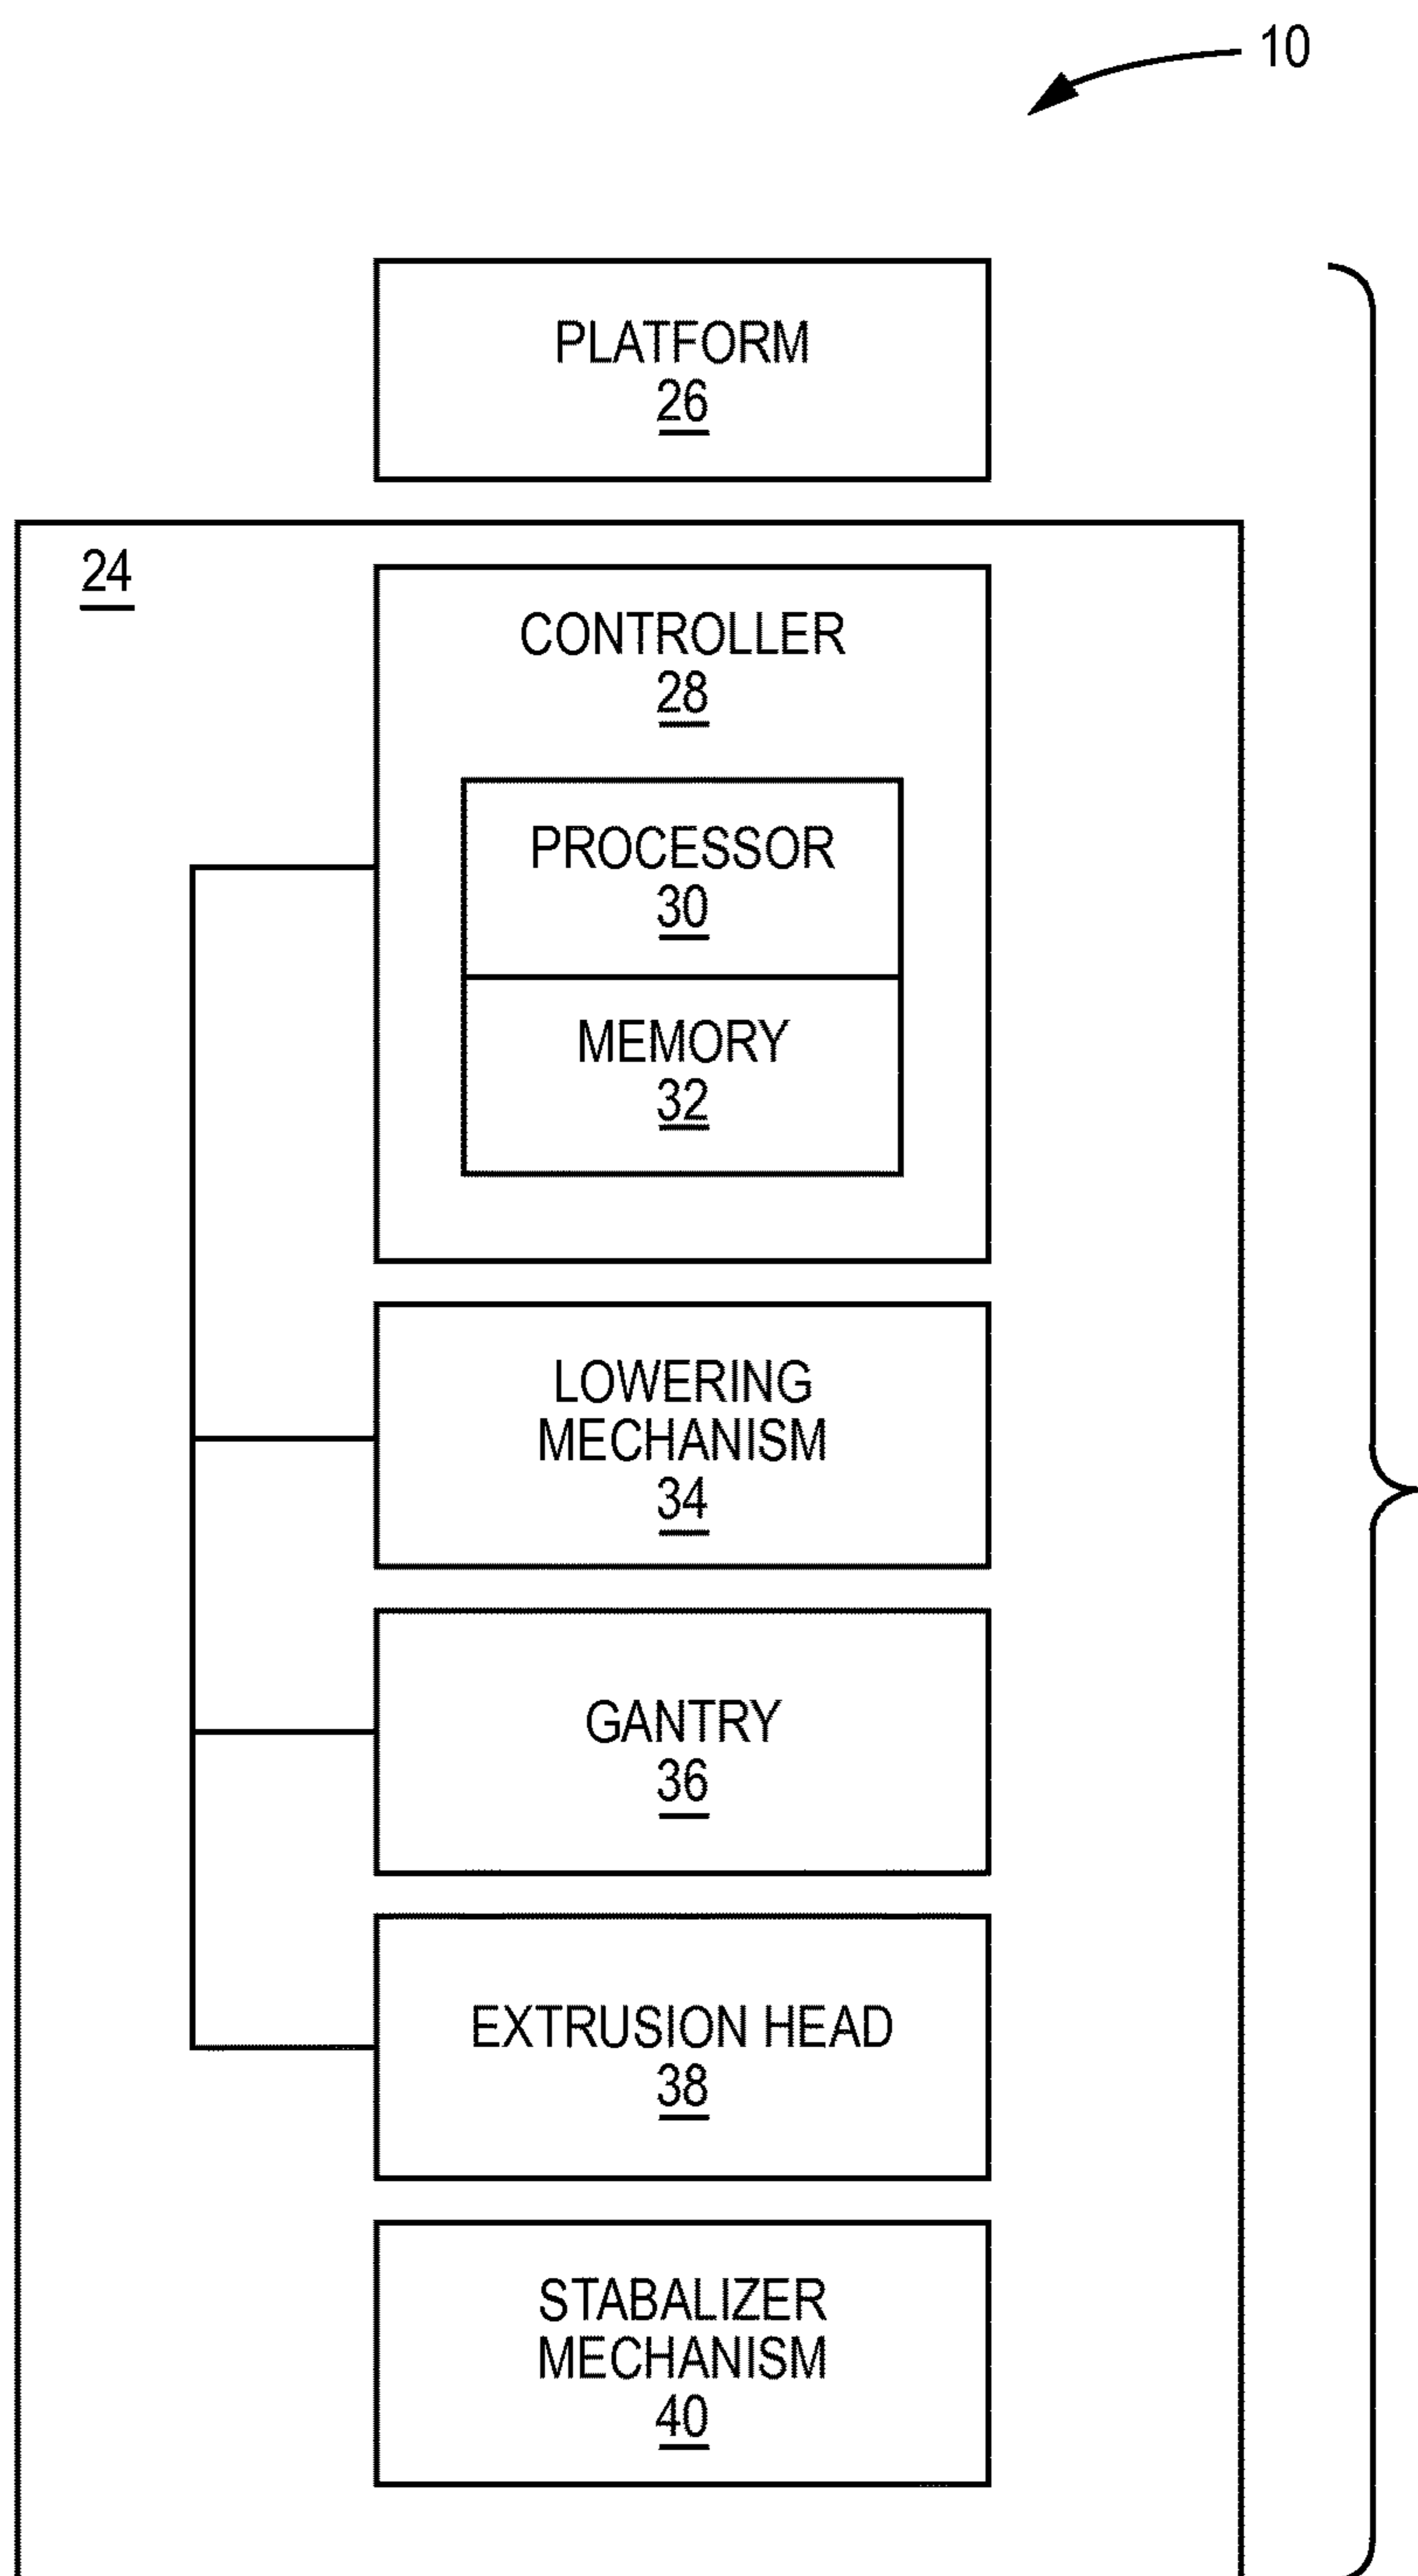 10
PLATFORM
26
24
CONTROLLER
28
PROCESSOR
30
MEMORY
32
LOWERING
MECHANISM
34
GANTRY
36
EXTRUSION HEAD
38
STABALIZER
MECHANISM
40